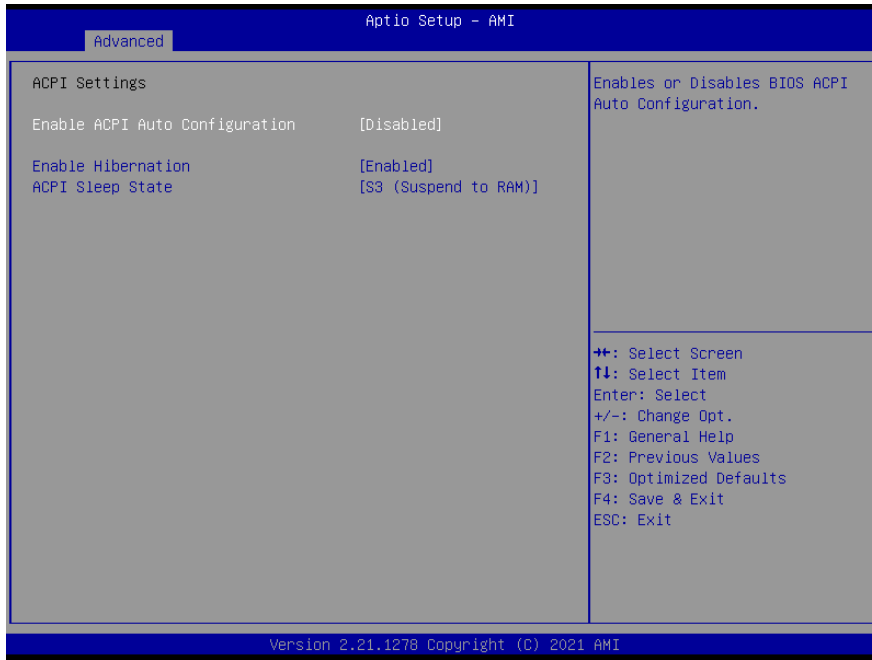 Aptio Setup – AMI
Advanced
ACPI Settings
Enable ACPI Auto Configuration [Disabled]
Enable Hibernation [Enabled]
ACPI Sleep State [S3 (Suspend to RAM)]
Enables or Disables BIOS ACPI
Auto Configuration.
→←: Select Screen
↑↓: Select Item
Enter: Select
+/-: Change Opt.
F1: General Help
F2: Previous Values
F3: Optimized Defaults
F4: Save & Exit
ESC: Exit
Version 2.21.1278 Copyright (C) 2021 AMI